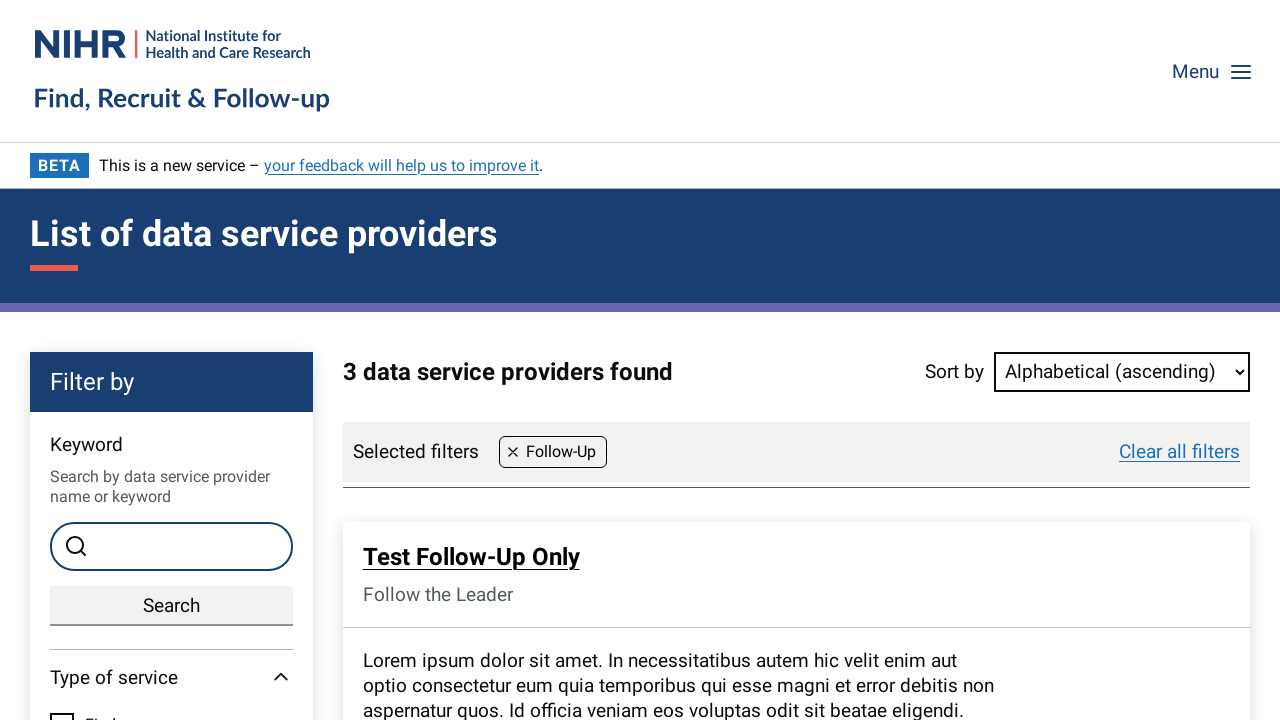 NIHR
National Institute for
Health and Care Research
Find, Recruit & Follow-up
Menu
BETA This is a new service – your feedback will help us to improve it.
List of data service providers
Filter by
Keyword
Search by data service provider
name or keyword
Search
Type of service
Find
3 data service providers found
Sort by Alphabetical (ascending)
Selected filters Follow-Up Clear all filters
Test Follow-Up Only
Follow the Leader
Lorem ipsum dolor sit amet. In necessitatibus autem hic velit enim aut
optio consectetur eum quia temporibus qui esse magni et error debitis non
aspernatur quos. Id officia veniam eos voluptas odit sit beatae eligendi.